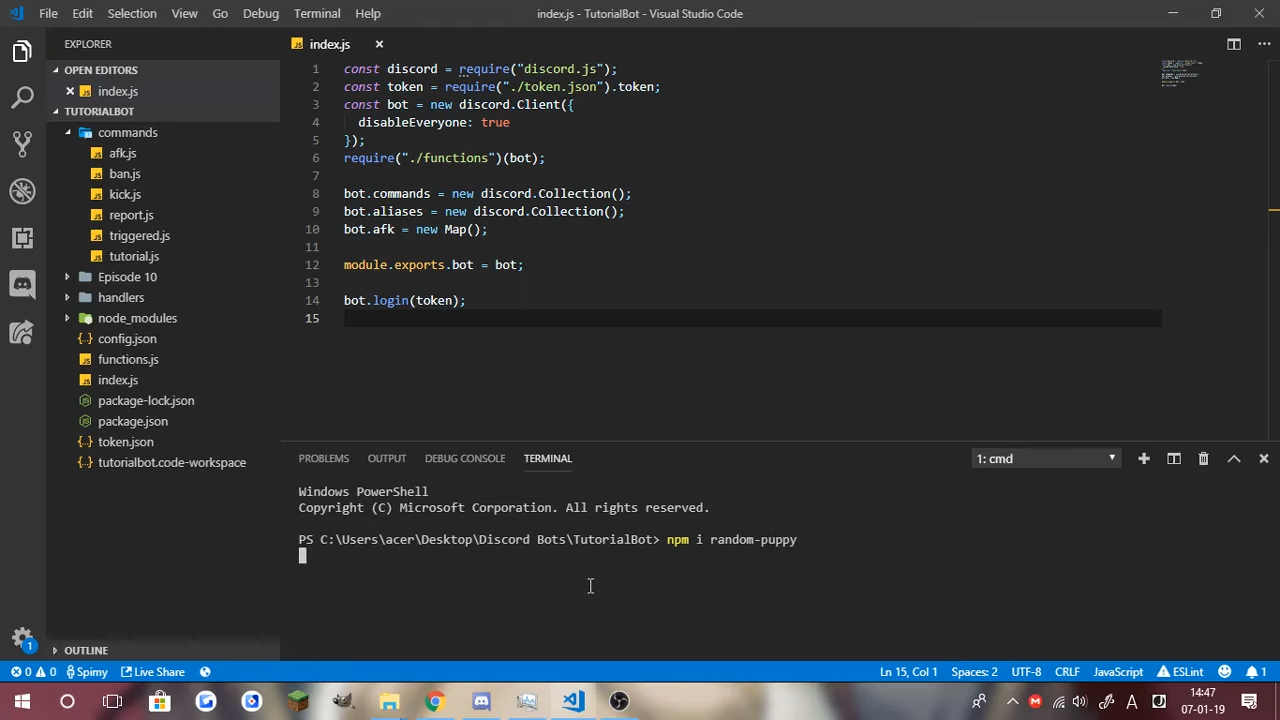 File Edit Selection View Go Debug Terminal Help
index.js - TutorialBot - Visual Studio Code
EXPLORER
OPEN EDITORS
index.js
TUTORIALBOT
commands
afk.js
ban.js
kick.js
report.js
triggered.js
tutorial.js
Episode 10
handlers
node_modules
config.json
functions.js
index.js
package-lock.json
package.json
token.json
tutorialbot.code-workspace
OUTLINE
index.js
1 const discord = require("discord.js");
2 const token = require("./token.json").token;
3 const bot = new discord.Client({
4 disableEveryone: true
5 });
6 require("./functions")(bot);
7
8 bot.commands = new discord.Collection();
9 bot.aliases = new discord.Collection();
10 bot.afk = new Map();
11
12 module.exports.bot = bot;
13
14 bot.login(token);
15
PROBLEMS OUTPUT DEBUG CONSOLE TERMINAL 1: cmd
Windows PowerShell
Copyright (C) Microsoft Corporation. All rights reserved.
PS C:\Users\acer\Desktop\Discord Bots\TutorialBot> npm i random-puppy
1
0 0 Spimy Live Share Ln 15, Col 1 Spaces: 2 UTF-8 CRLF JavaScript ESLint 1
A 14:47
07-01-19